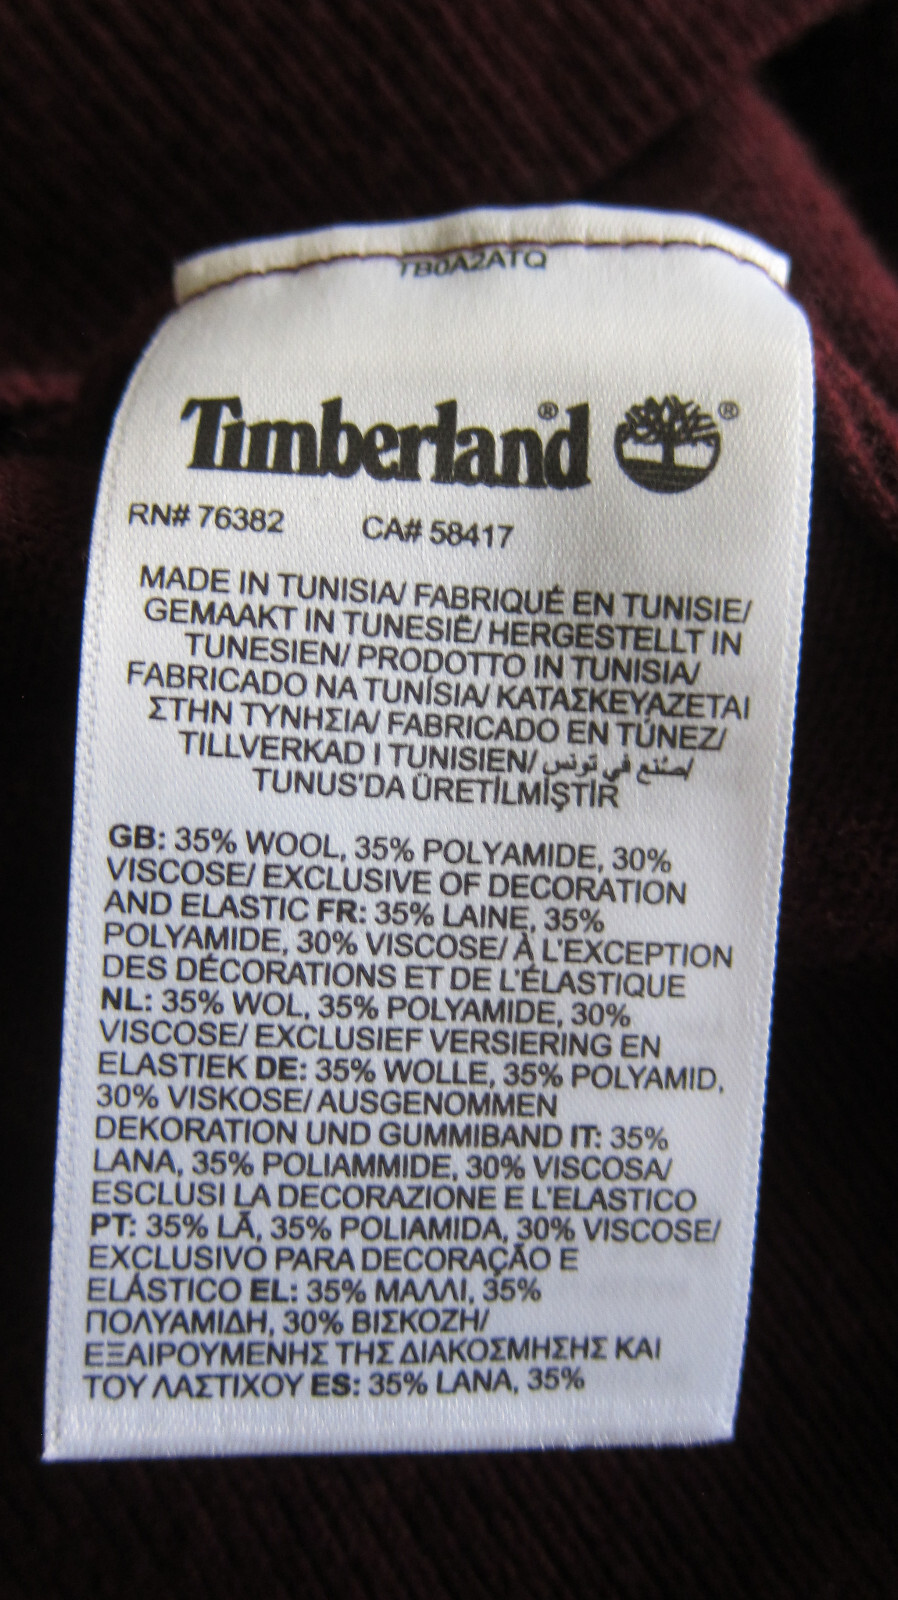 TB0A2ATQ
Timberland® ®
RN# 76382 CA# 58417
MADE IN TUNISIA/ FABRIQUÉ EN TUNISIE/
GEMAAKT IN TUNESIË/ HERGESTELLT IN
TUNESIEN/ PRODOTTO IN TUNISIA/
FABRICADO NA TUNÍSIA/ ΚΑΤΑΣΚΕΥΑΖΕΤΑΙ
ΣΤΗΝ ΤΥΝΗΣΙΑ/ FABRICADO EN TÚNEZ/
TILLVERKAD I TUNISIEN/ صُنع في تونس/
TUNUS'DA ÜRETİLMİŞTİR
GB: 35% WOOL, 35% POLYAMIDE, 30%
VISCOSE/ EXCLUSIVE OF DECORATION
AND ELASTIC FR: 35% LAINE, 35%
POLYAMIDE, 30% VISCOSE/ À L'EXCEPTION
DES DÉCORATIONS ET DE L'ÉLASTIQUE
NL: 35% WOL, 35% POLYAMIDE, 30%
VISCOSE/ EXCLUSIEF VERSIERING EN
ELASTIEK DE: 35% WOLLE, 35% POLYAMID,
30% VISKOSE/ AUSGENOMMEN
DEKORATION UND GUMMIBAND IT: 35%
LANA, 35% POLIAMMIDE, 30% VISCOSA/
ESCLUSI LA DECORAZIONE E L'ELASTICO
PT: 35% LÃ, 35% POLIAMIDA, 30% VISCOSE/
EXCLUSIVO PARA DECORAÇÃO E
ELÁSTICO EL: 35% ΜΑΛΛΙ, 35%
ΠΟΛΥΑΜΙΔΗ, 30% ΒΙΣΚΟΖΗ/
ΕΞΑΙΡΟΥΜΕΝΗΣ ΤΗΣ ΔΙΑΚΟΣΜΗΣΗΣ ΚΑΙ
ΤΟΥ ΛΑΣΤΙΧΟΥ ES: 35% LANA, 35%